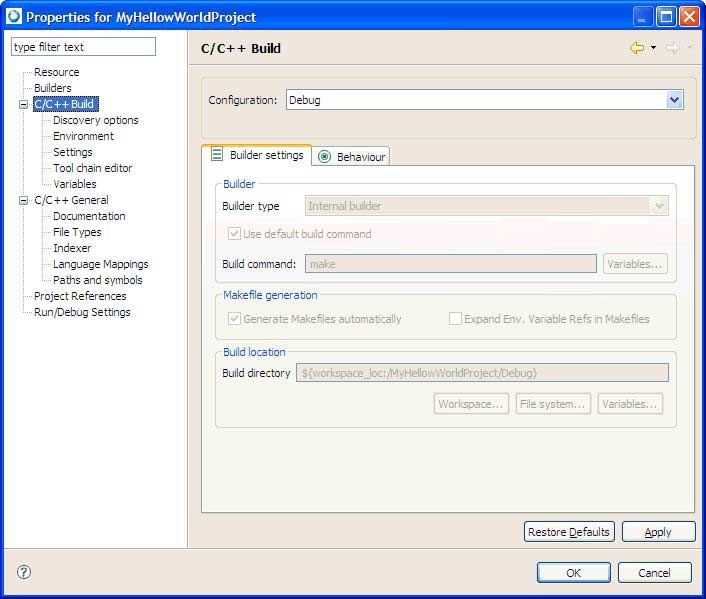 Properties for MyHellowWorldProject
type filter text
Resource
Builders
C/C++ Build
Discovery options
Environment
Settings
Tool chain editor
Variables
C/C++ General
Documentation
File Types
Indexer
Language Mappings
Paths and symbols
Project References
Run/Debug Settings
C/C++ Build
Configuration: Debug
Builder settings Behaviour
Builder
Builder type Internal builder
Use default build command
Build command: make Variables...
Makefile generation
Generate Makefiles automatically Expand Env. Variable Refs in Makefiles
Build location
Build directory ${workspace_loc:/MyHellowWorldProject/Debug}
Workspace... File system... Variables...
Restore Defaults Apply
? OK Cancel